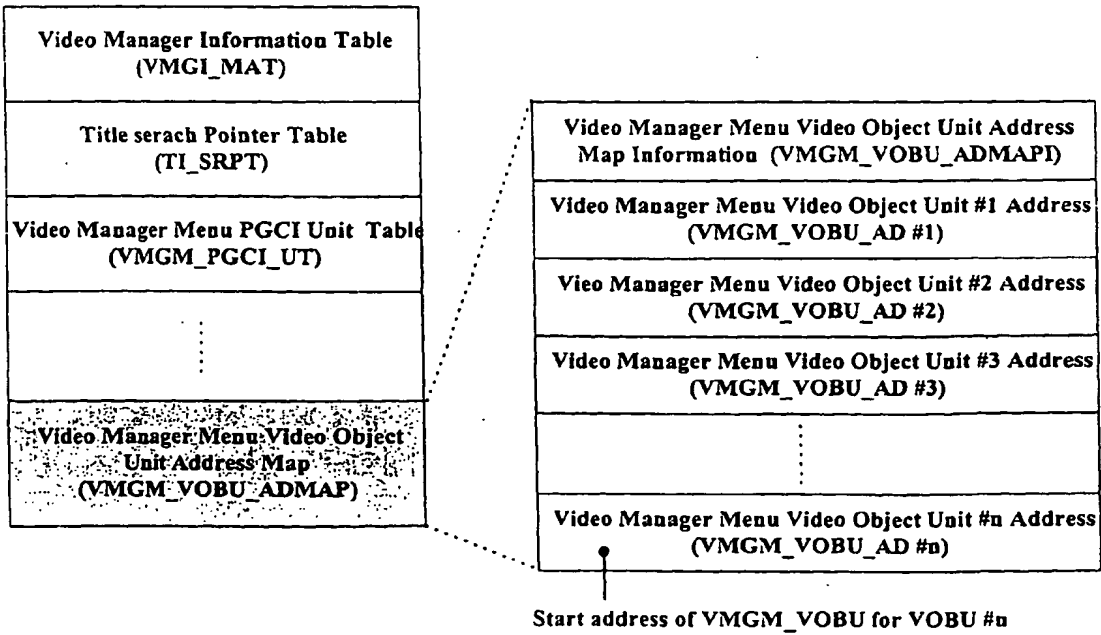 Video Manager Information Table
(VMGI_MAT)
Title serach Pointer Table
(TI_SRPT)
Video Manager Menu PGCI Unit Table
(VMGM_PGCI_UT)
Video Manager Menu Video Object
Unit Address Map
(VMGM_VOBU_ADMAP)
Video Manager Menu Video Object Unit Address
Map Information (VMGM_VOBU_ADMAPI)
Video Manager Menu Video Object Unit #1 Address
(VMGM_VOBU_AD #1)
Vieo Manager Menu Video Object Unit #2 Address
(VMGM_VOBU_AD #2)
Video Manager Menu Video Object Unit #3 Address
(VMGM_VOBU_AD #3)
Video Manager Menu Video Object Unit #n Address
(VMGM_VOBU_AD #n)
Start address of VMGM_VOBU for VOBU #n